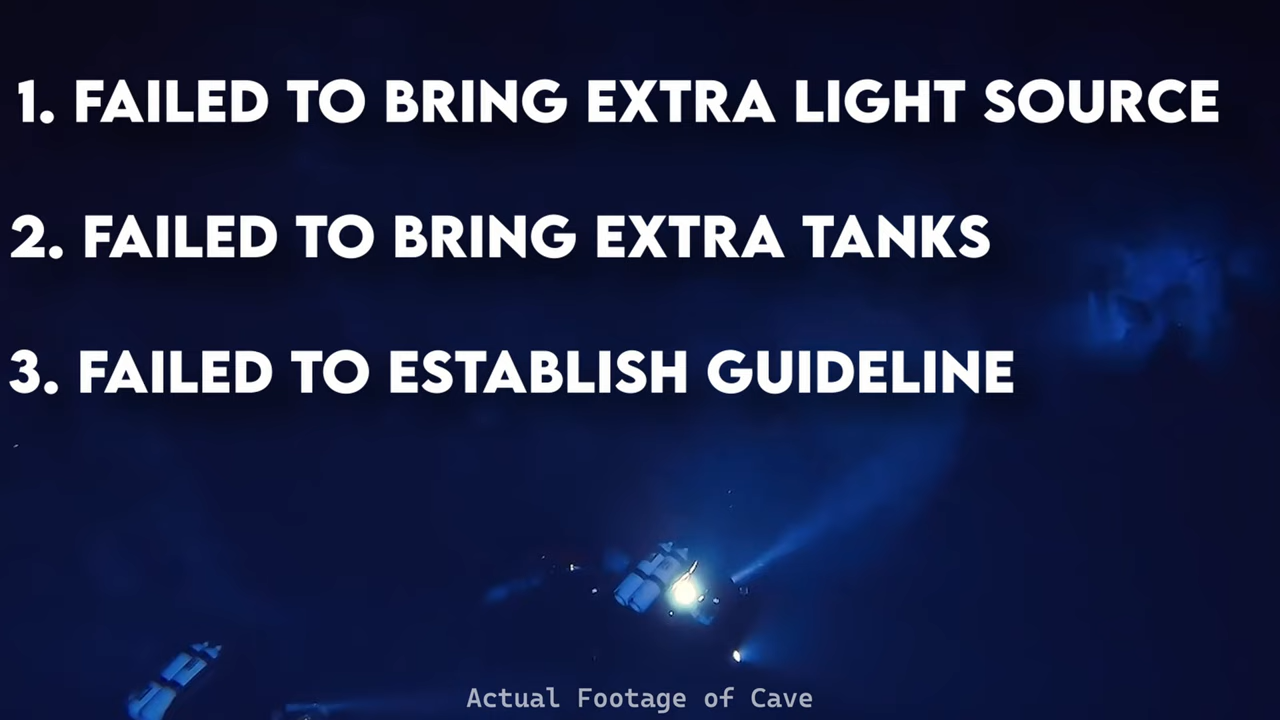 1. FAILED TO BRING EXTRA LIGHT SOURCE
2. FAILED TO BRING EXTRA TANKS
3. FAILED TO ESTABLISH GUIDELINE
Actual Footage of Cave